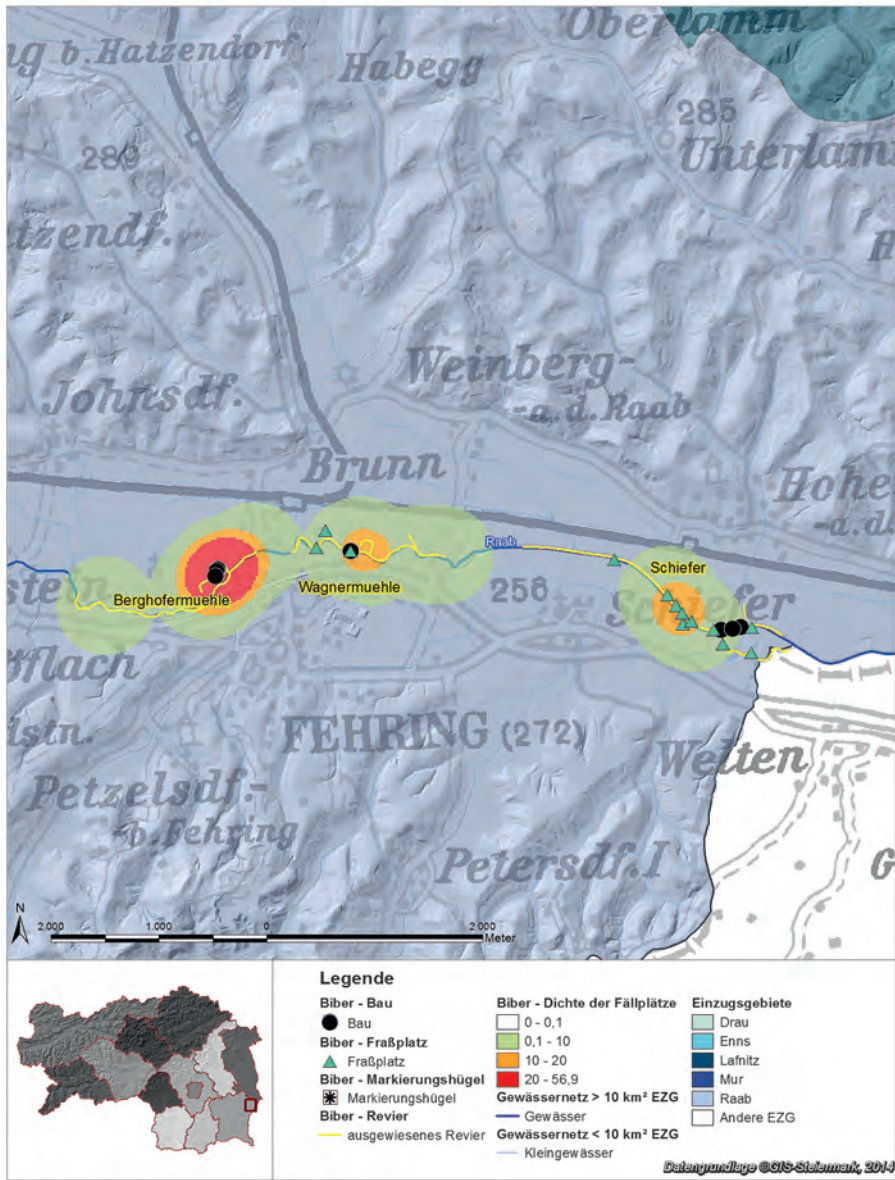 Oberlamm
b.Hatzendorf
Habegg
285
Unterlam
289
tzendf.
Johnsdf.
Weinberg-
-a.d.Raab
Brunn
Hohe
-a.d.
Raab
Schiefer
Wagnermuehle
256
Schiefer
Berghofermuehle
FEHRING (272)
Welten
Petzelsdf.-
-b.Fehring
Petersdf.I
G
N
2.000 1.000 0 2.000
Meter
Legende
Biber - Bau
Bau
Biber - Fraßplatz
Fraßplatz
Biber - Markierungshügel
Markierungshügel
Biber - Revier
ausgewiesenes Revier
Biber - Dichte der Fällplätze
0 - 0,1
0,1 - 10
10 - 20
20 - 56,9
Gewässernetz > 10 km² EZG
Gewässer
Gewässernetz < 10 km² EZG
Kleingewässer
Einzugsgebiete
Drau
Enns
Lafnitz
Mur
Raab
Andere EZG
Datengrundlage ©GIS-Steiermark, 2014